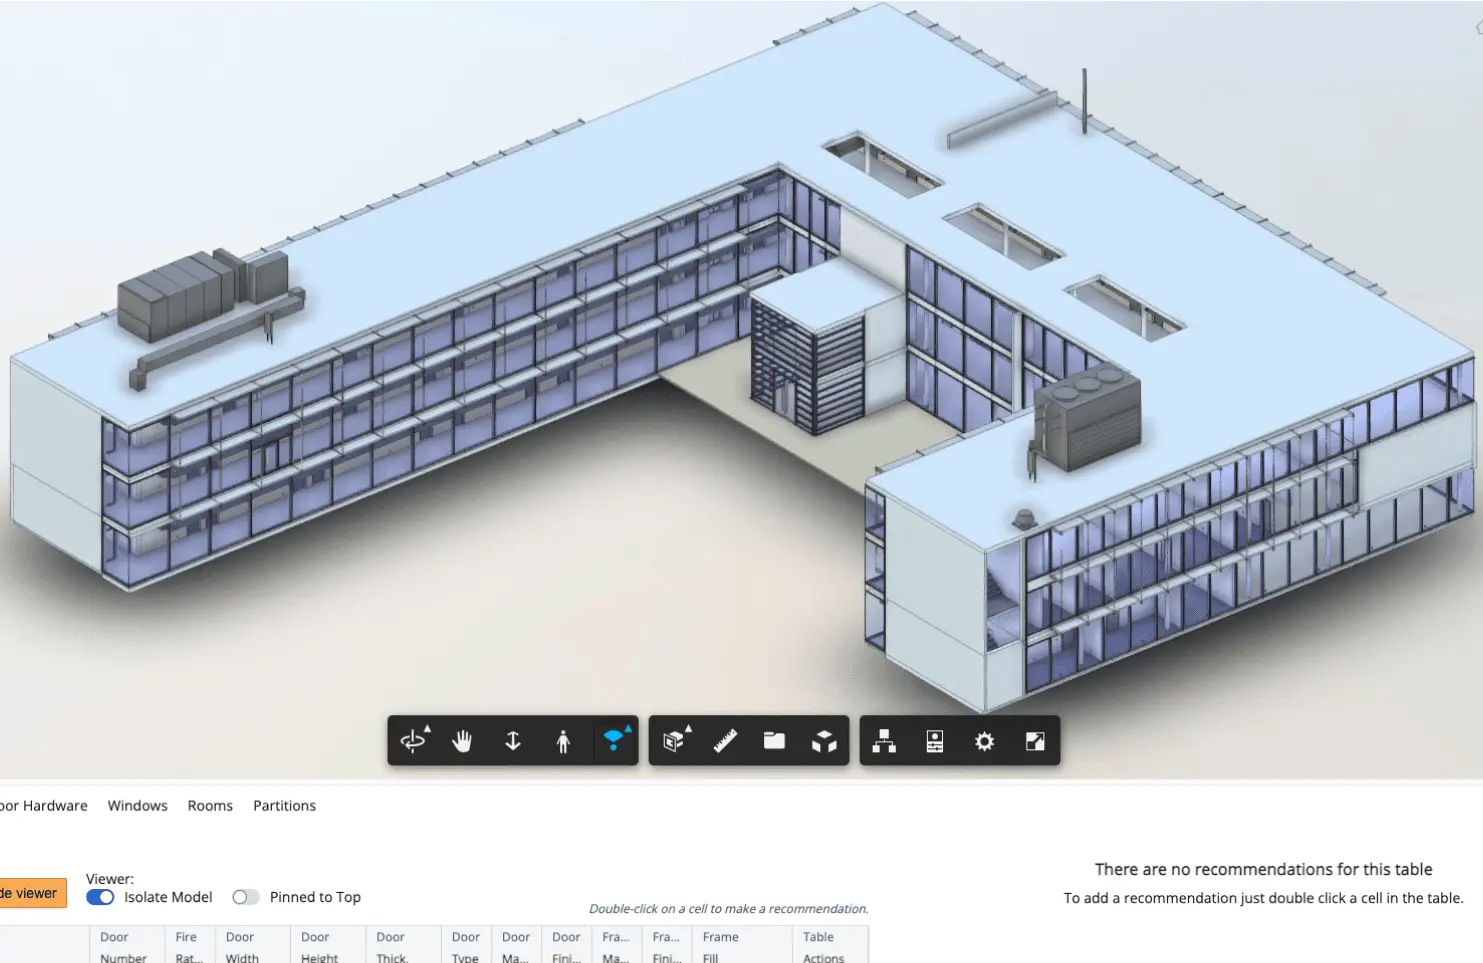 oor Hardware Windows Rooms Partitions
There are no recommendations for this table
To add a recommendation just double click a cell in the table.
de viewer
Viewer:
Isolate Model Pinned to Top
Double-click on a cell to make a recommendation.
Door Fire Door Door Door Door Door Door Fra... Fra... Frame Table
Number Rat... Width Height Thick. Type Ma... Fini... Ma... Fini... Fill Actions